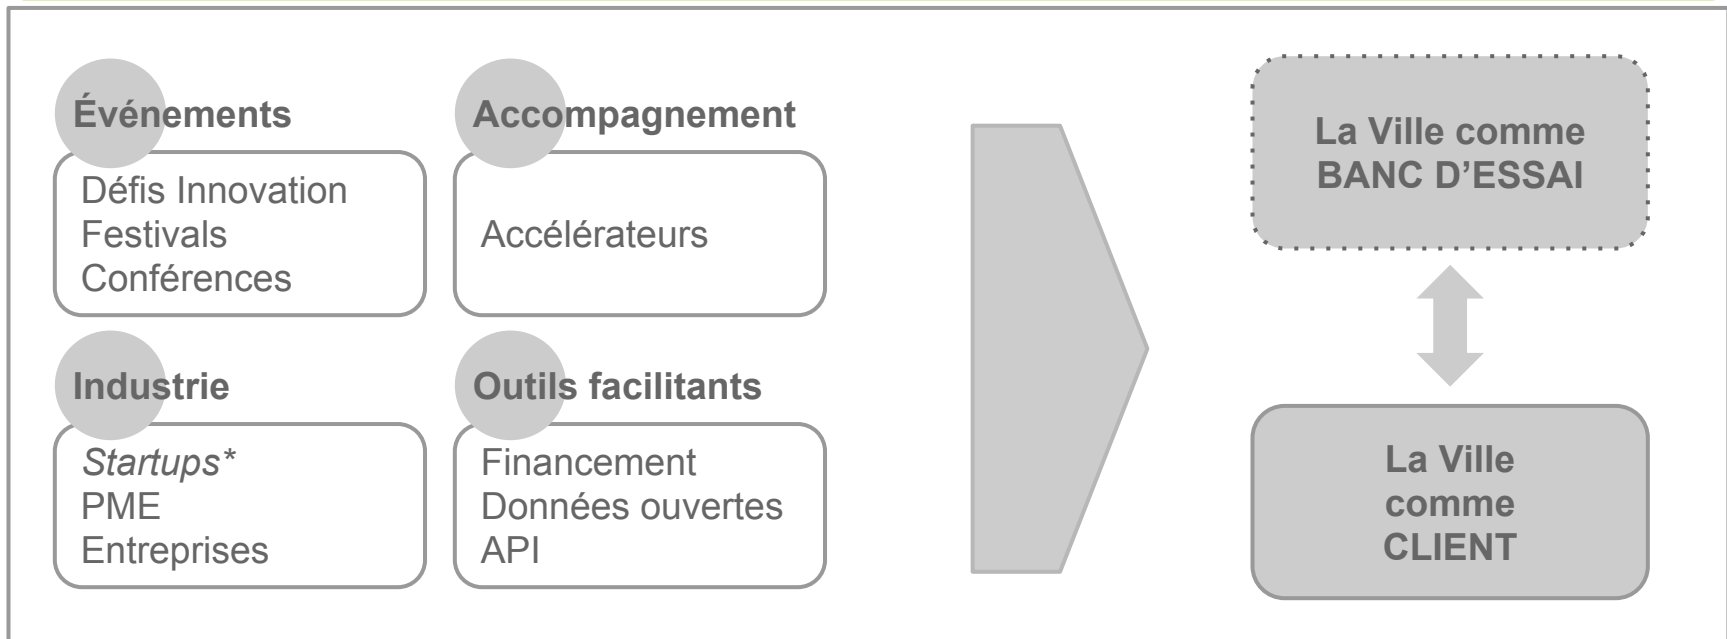 Événements
Défis Innovation
Festivals
Conférences
Accompagnement
Accélérateurs
Industrie
Startups*
PME
Entreprises
Outils facilitants
Financement
Données ouvertes
API
La Ville comme
BANC D’ESSAI
La Ville
comme
CLIENT